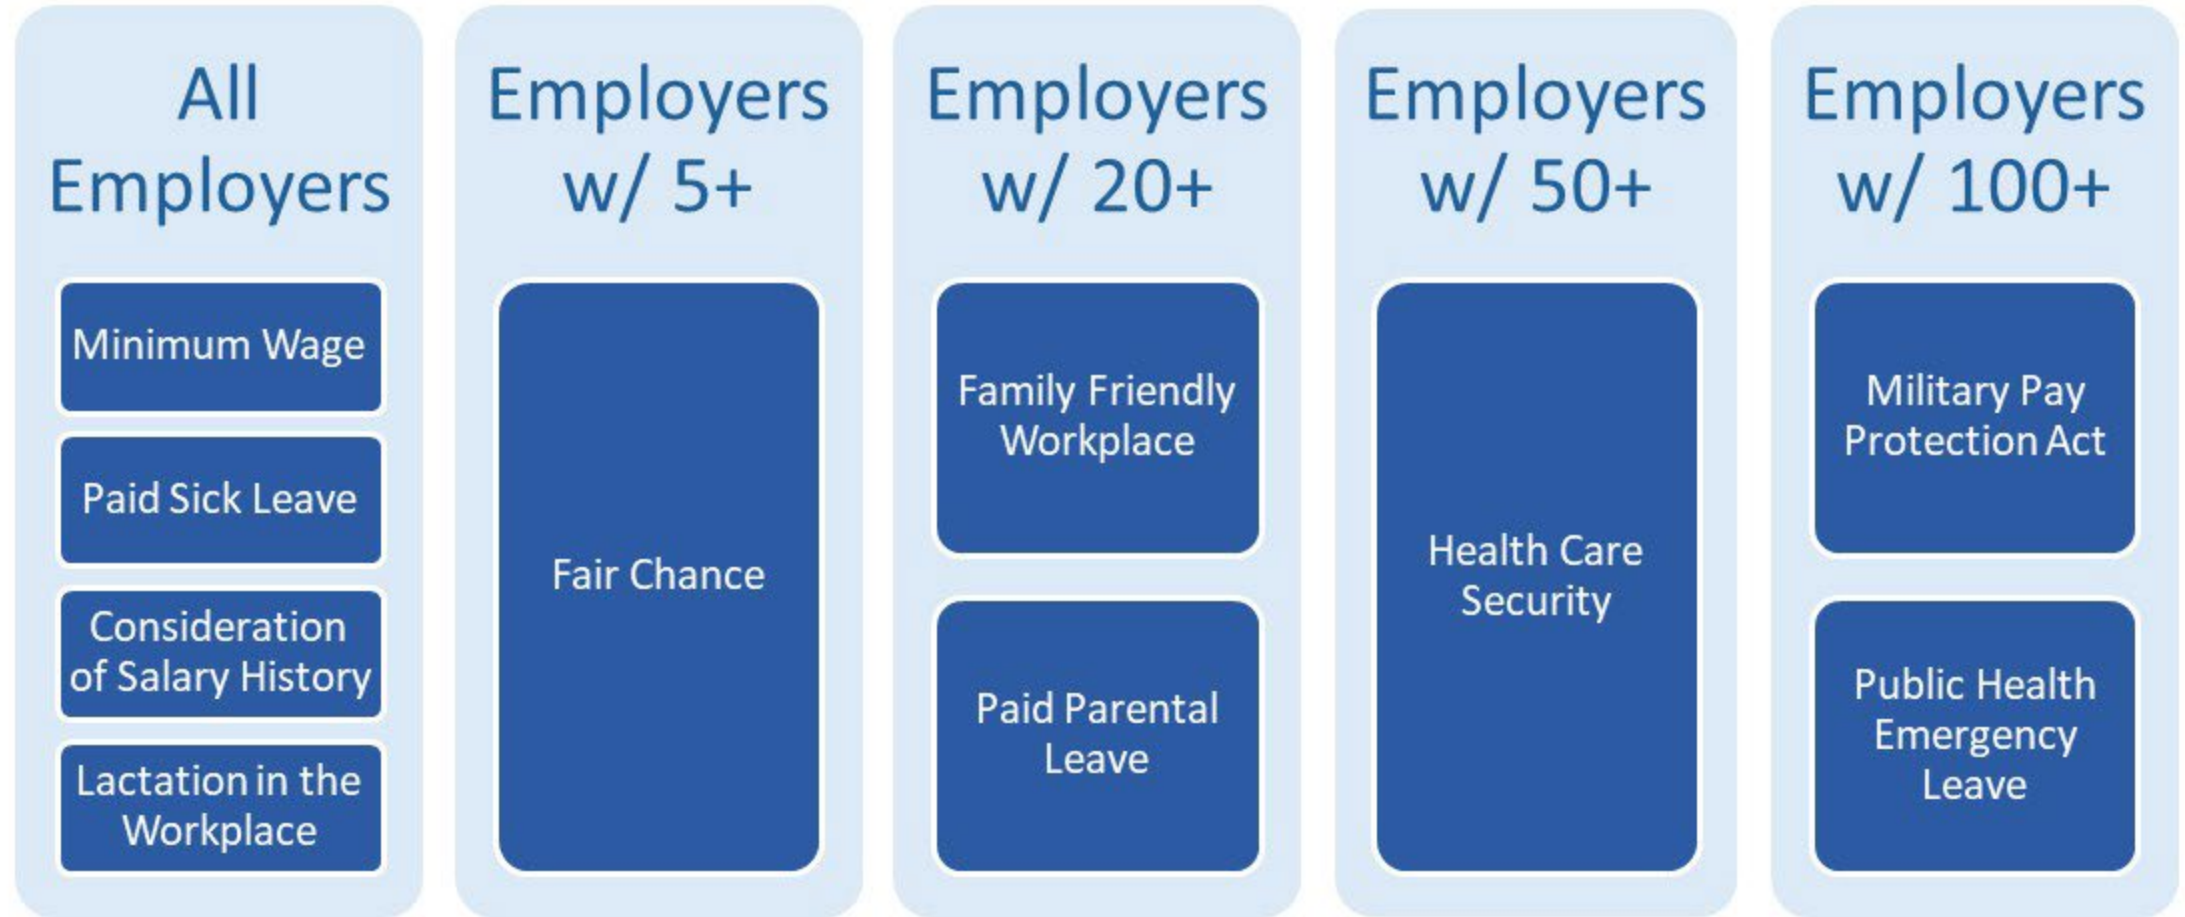 All
Employers
Minimum Wage
Paid Sick Leave
Consideration
of Salary History
Lactation in the
Workplace
Employers
w/ 5+
Fair Chance
Employers
w/ 20+
Family Friendly
Workplace
Paid Parental
Leave
Employers
w/ 50+
Health Care
Security
Employers
w/ 100+
Military Pay
Protection Act
Public Health
Emergency
Leave